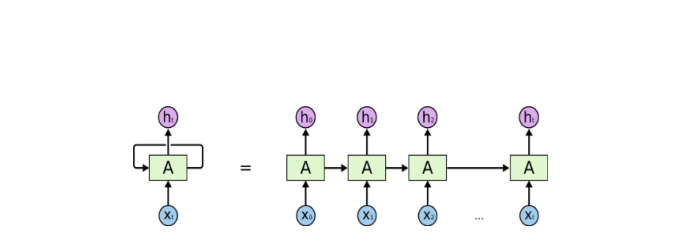 hₜ h₀ h₁ h₂ hₜ
A = A A A A
xₜ x₀ x₁ x₂ ... xₜ